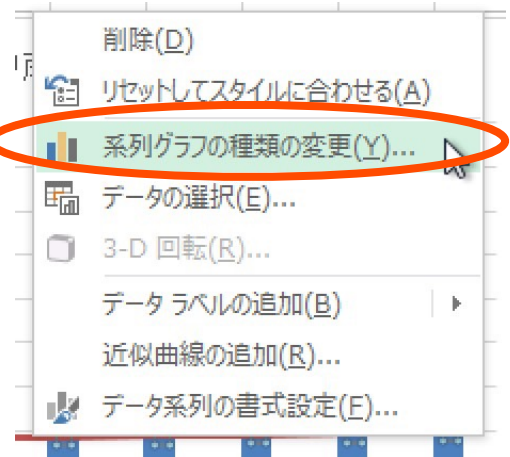 削除(D)
リセットしてスタイルに合わせる(A)
系列グラフの種類の変更(Y)...
データの選択(E)...
3-D 回転(R)...
データ ラベルの追加(B)
近似曲線の追加(R)...
データ系列の書式設定(F)...